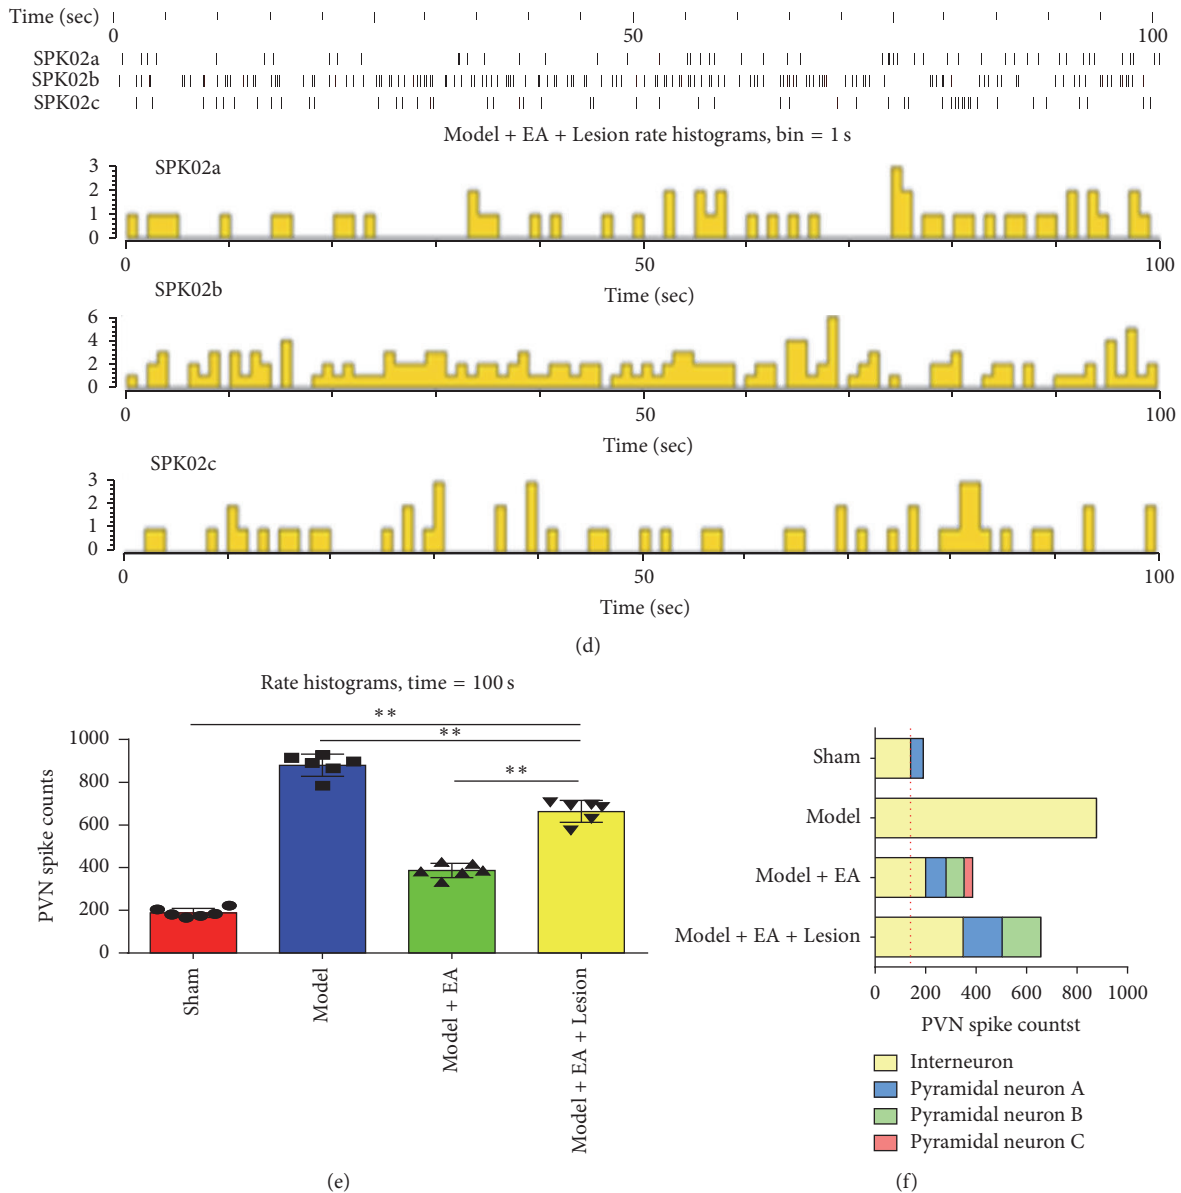 Time (sec)
0 50 100
SPK02a
SPK02b
SPK02c
Model + EA + Lesion rate histograms, bin = 1 s
SPK02a
3
2
1
0
0 50 100
Time (sec)
SPK02b
6
4
2
0
0 50 100
Time (sec)
SPK02c
3
2
1
0
0 50 100
Time (sec)
(d)
Rate histograms, time = 100 s
**
**
**
1000
800
600
400
200
0
PVN spike counts
Sham
Model
Model + EA
Model + EA + Lesion
(e)
Sham
Model
Model + EA
Model + EA + Lesion
0 200 400 600 800 1000
PVN spike countst
Interneuron
Pyramidal neuron A
Pyramidal neuron B
Pyramidal neuron C
(f)